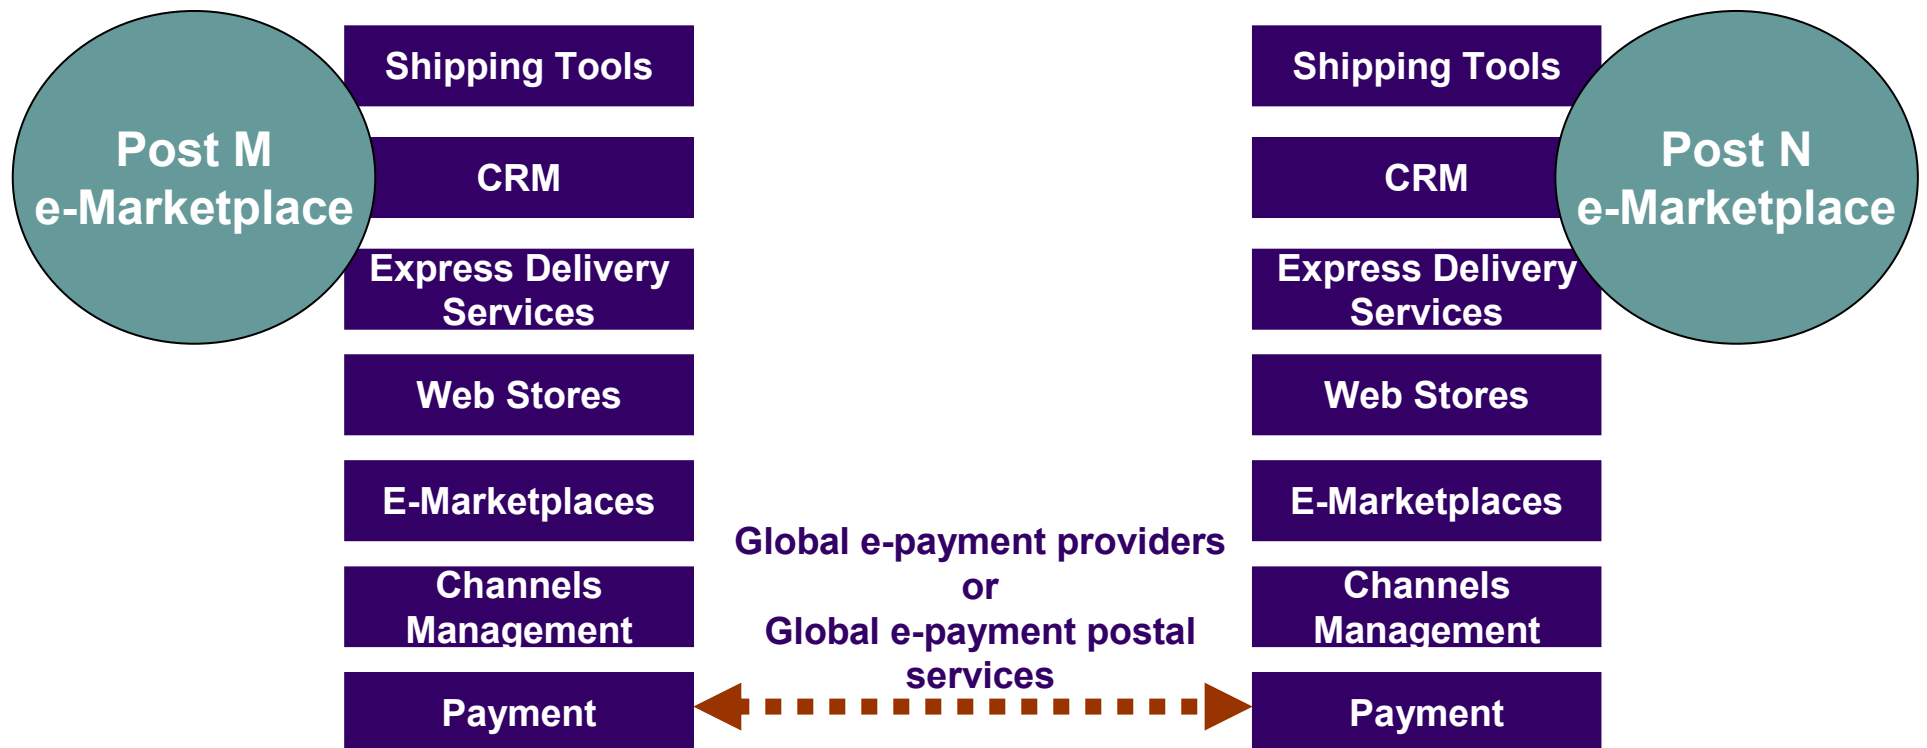 Post M
e-Marketplace
Shipping Tools
CRM
Express Delivery
Services
Web Stores
E-Marketplaces
Channels
Management
Payment
Global e-payment providers
or
Global e-payment postal
services
Shipping Tools
CRM
Express Delivery
Services
Web Stores
E-Marketplaces
Channels
Management
Payment
Post N
e-Marketplace